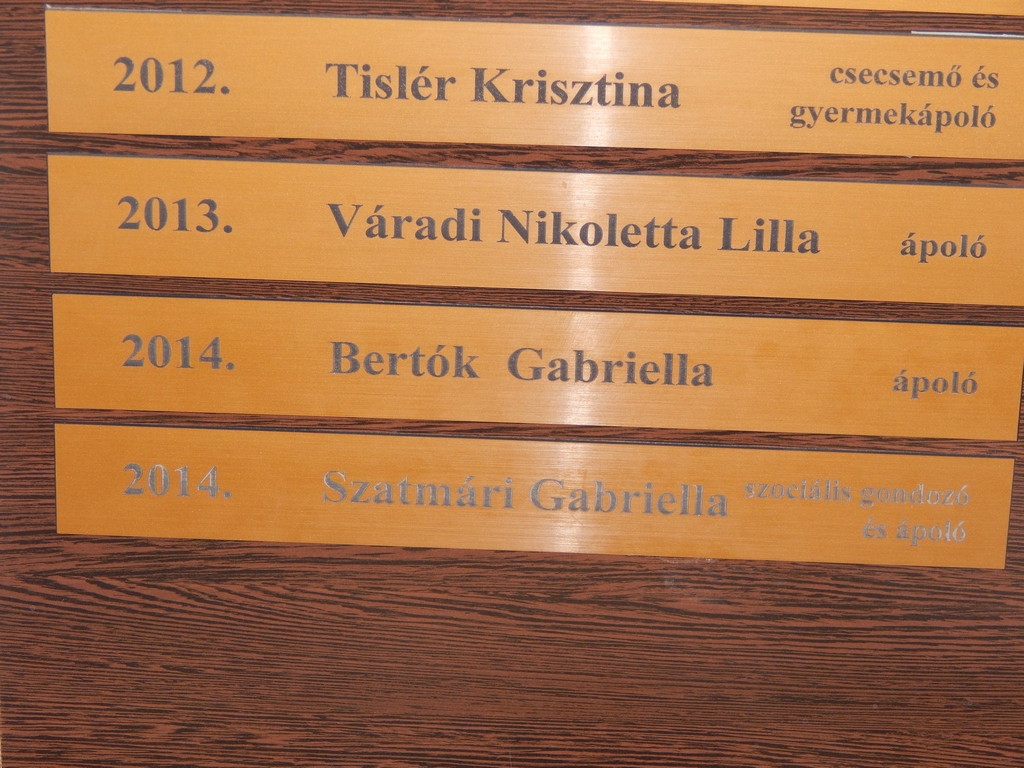 2012. Tislér Krisztina csecsemő és
gyermekápoló
2013. Váradi Nikoletta Lilla ápoló
2014. Bertók Gabriella ápoló
2014. Szatmári Gabriella szociális gondozó
és ápoló